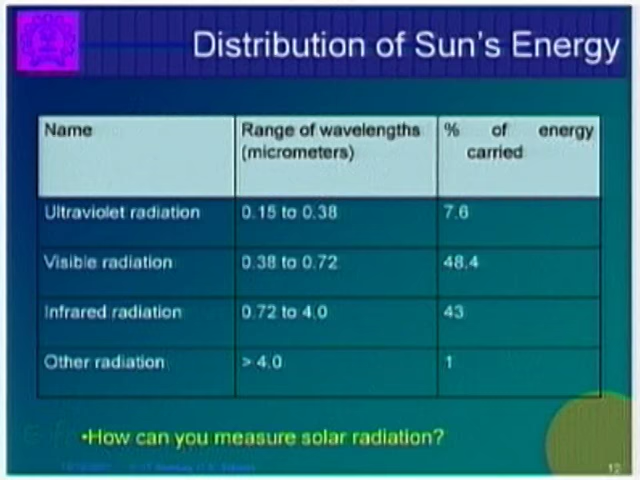 Distribution of Sun's Energy
Name
Range of wavelengths
(micrometers)
% of energy
carried
Ultraviolet radiation
0.15 to 0.38
7.6
Visible radiation
0.38 to 0.72
48.4
Infrared radiation
0.72 to 4.0
43
Other radiation
> 4.0
1
•How can you measure solar radiation?
12